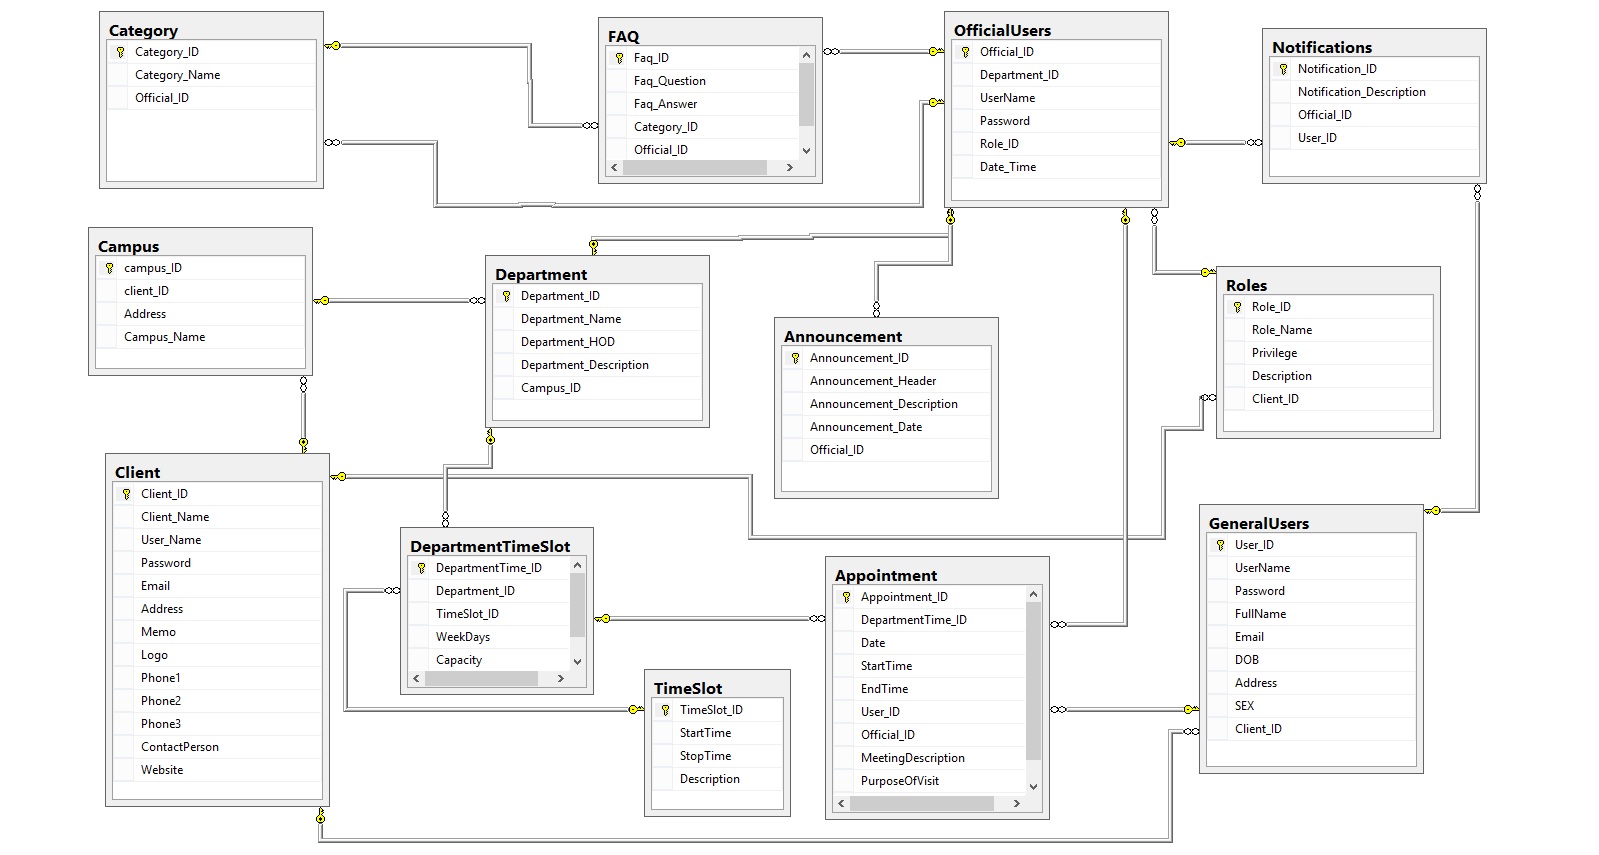 Category
Category_ID
Category_Name
Official_ID
FAQ
Faq_ID
Faq_Question
Faq_Answer
Category_ID
Official_ID
OfficialUsers
Official_ID
Department_ID
UserName
Password
Role_ID
Date_Time
Notifications
Notification_ID
Notification_Description
Official_ID
User_ID
Campus
campus_ID
client_ID
Address
Campus_Name
Department
Department_ID
Department_Name
Department_HOD
Department_Description
Campus_ID
Announcement
Announcement_ID
Announcement_Header
Announcement_Description
Announcement_Date
Official_ID
Roles
Role_ID
Role_Name
Privilege
Description
Client_ID
Client
Client_ID
Client_Name
User_Name
Password
Email
Address
Memo
Logo
Phone1
Phone2
Phone3
ContactPerson
Website
DepartmentTimeSlot
DepartmentTime_ID
Department_ID
TimeSlot_ID
WeekDays
Capacity
TimeSlot
TimeSlot_ID
StartTime
StopTime
Description
Appointment
Appointment_ID
DepartmentTime_ID
Date
StartTime
EndTime
User_ID
Official_ID
MeetingDescription
PurposeOfVisit
GeneralUsers
User_ID
UserName
Password
FullName
Email
DOB
Address
SEX
Client_ID